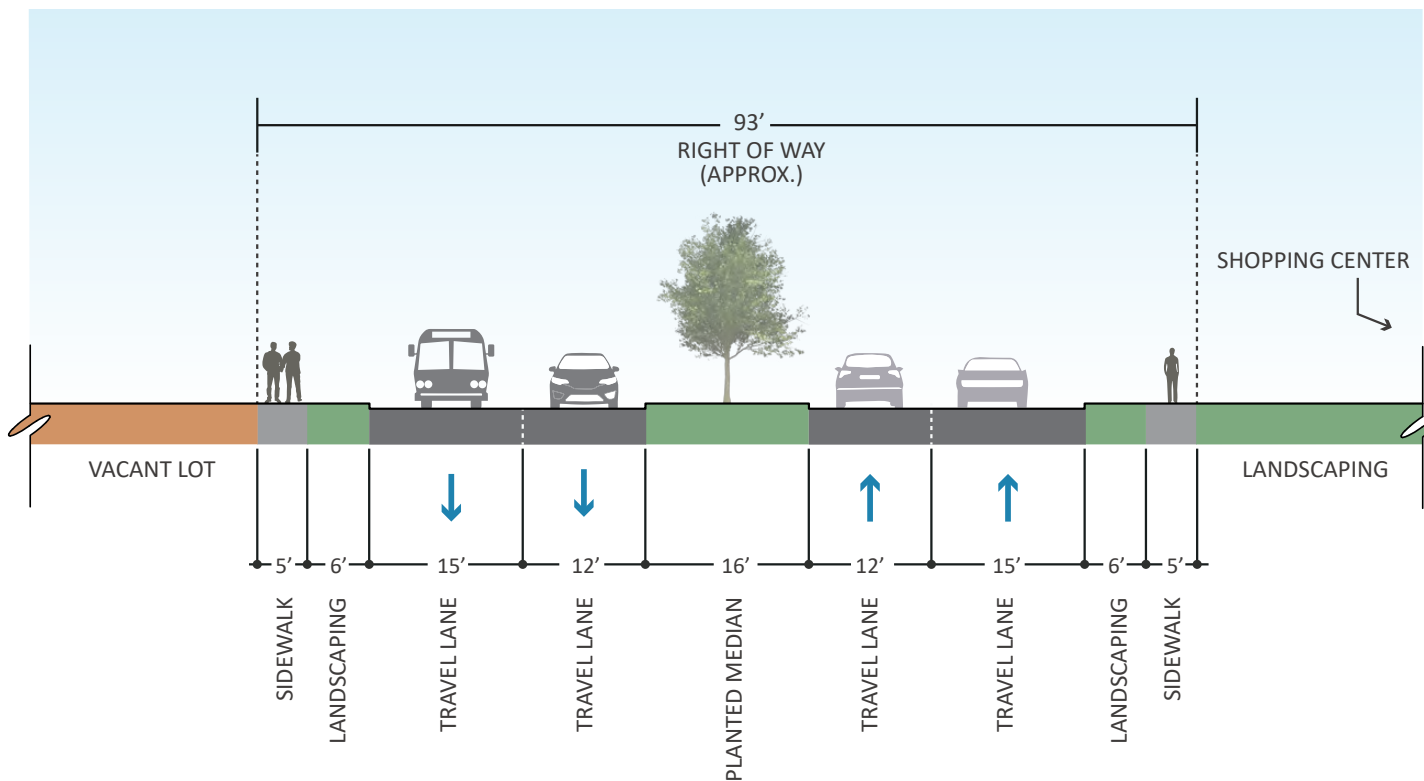 93’
RIGHT OF WAY
(APPROX.)
SHOPPING CENTER
VACANT LOT
LANDSCAPING
5’
6’
15’
12’
16’
12’
15’
6’
5’
SIDEWALK
LANDSCAPING
TRAVEL LANE
TRAVEL LANE
PLANTED MEDIAN
TRAVEL LANE
TRAVEL LANE
LANDSCAPING
SIDEWALK